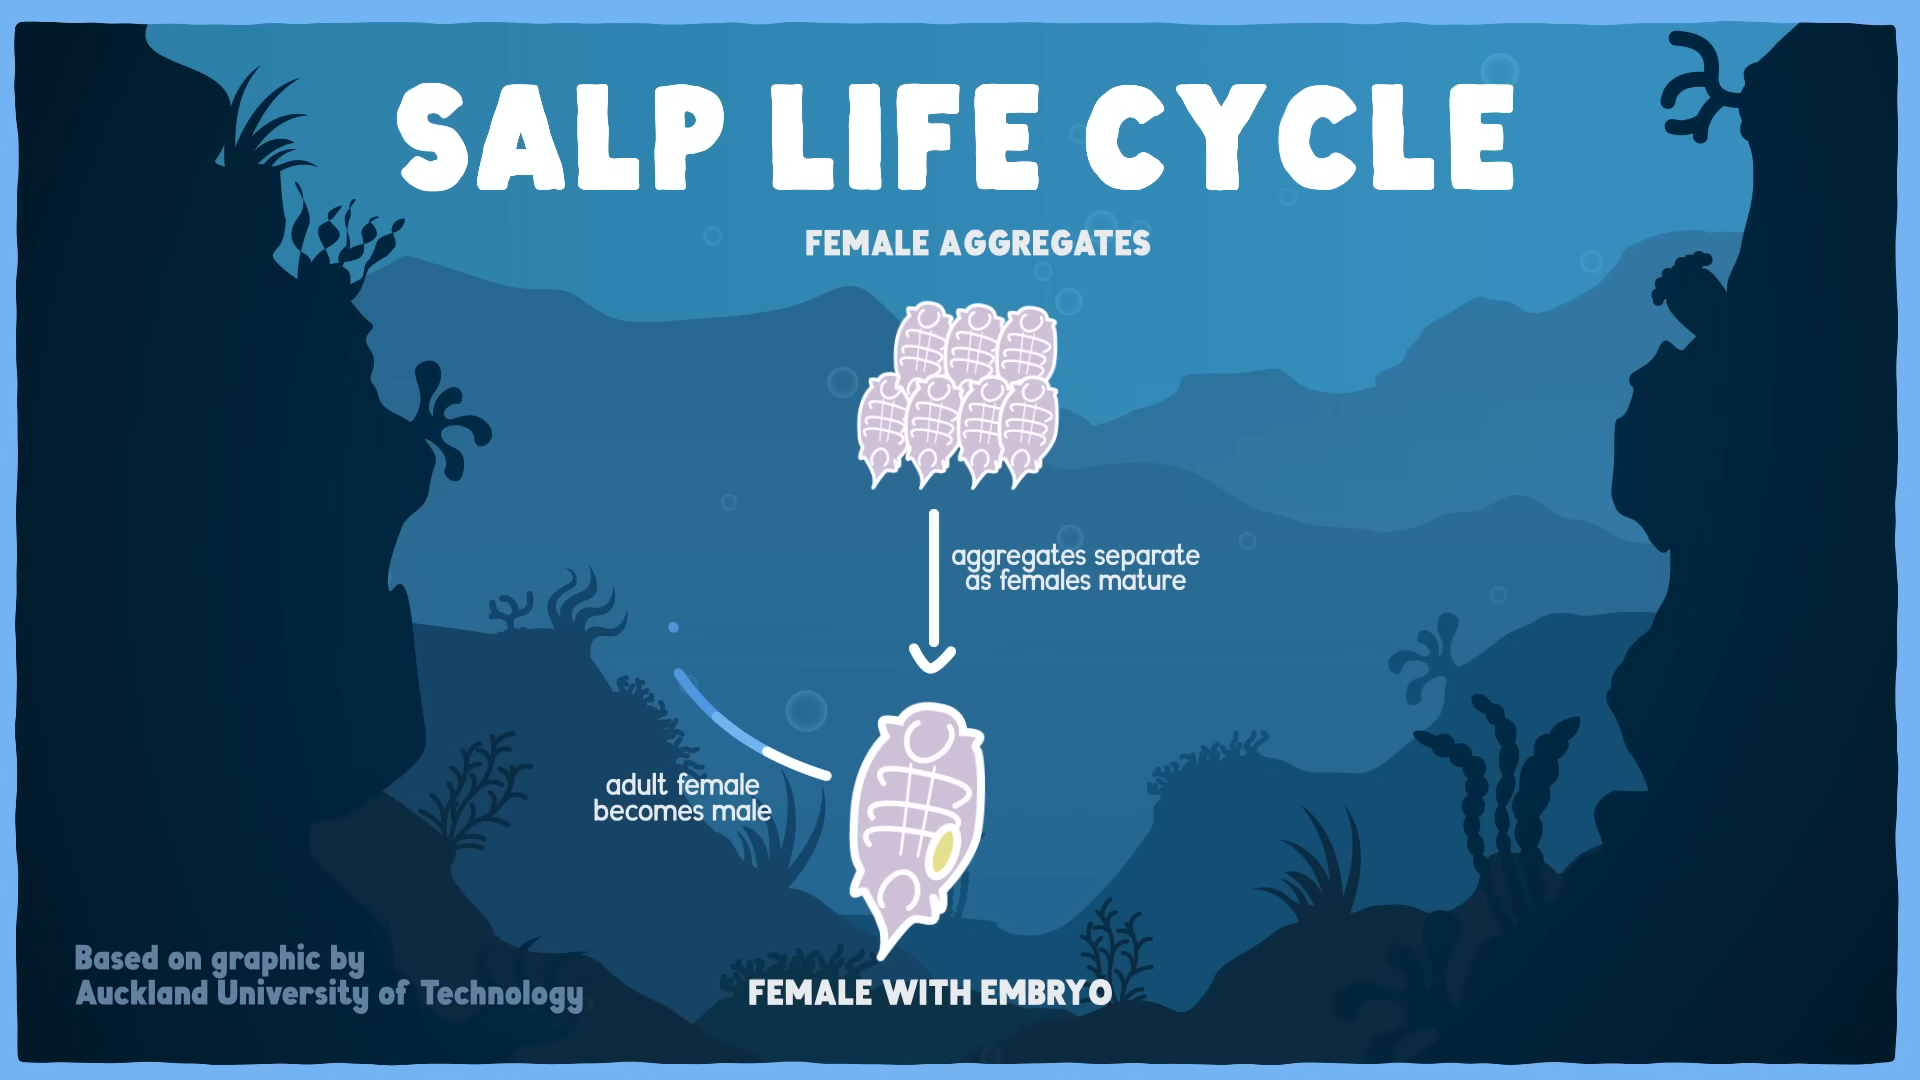 SALP LIFE CYCLE
FEMALE AGGREGATES
aggregates separate
as females mature
adult female
becomes male
FEMALE WITH EMBRYO
Based on graphic by
Auckland University of Technology